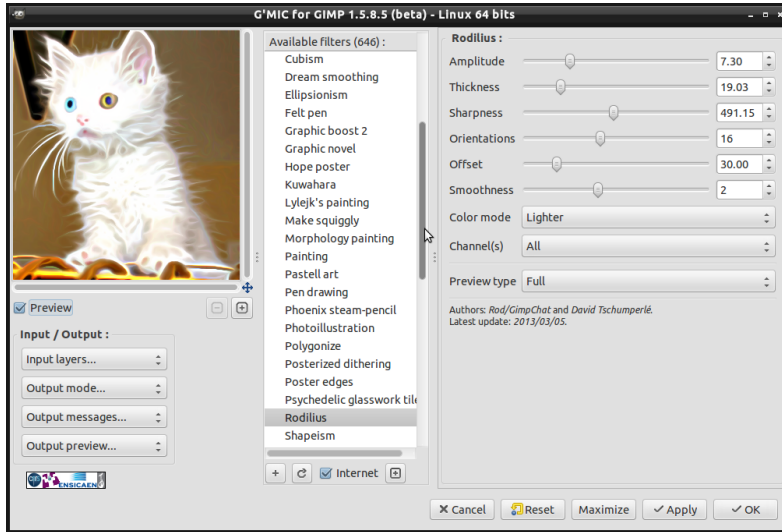 G'MIC for GIMP 1.5.8.5 (beta) - Linux 64 bits
Available filters (646) :
Cubism
Dream smoothing
Ellipsionism
Felt pen
Graphic boost 2
Graphic novel
Hope poster
Kuwahara
Lylejk's painting
Make squiggly
Morphology painting
Painting
Pastell art
Pen drawing
Phoenix steam-pencil
Photoillustration
Polygonize
Posterized dithering
Poster edges
Psychedelic glasswork tile
Rodilius
Shapeism
Internet
Preview
Input / Output :
Input layers...
Output mode...
Output messages...
Output preview...
ENSICAEN
Rodilius :
Amplitude 7.30
Thickness 19.03
Sharpness 491.15
Orientations 16
Offset 30.00
Smoothness 2
Color mode Lighter
Channel(s) All
Preview type Full
Authors: Rod/GimpChat and David Tschumperlé.
Latest update: 2013/03/05.
Cancel Reset Maximize Apply OK